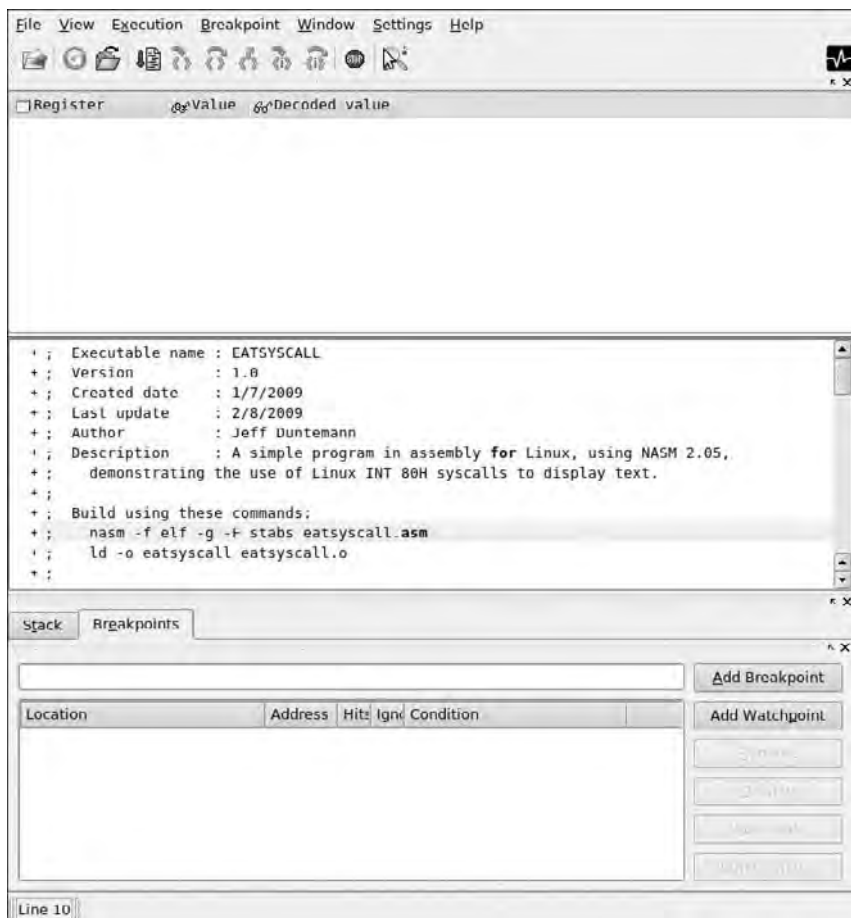 File View Execution Breakpoint Window Settings Help
STOP
Register Value Decoded value
+ ; Executable name : EATSYSCALL
+ ; Version : 1.0
+ ; Created date : 1/7/2009
+ ; Last update : 2/8/2009
+ ; Author : Jeff Duntemann
+ ; Description : A simple program in assembly for Linux, using NASM 2.05,
+ ; demonstrating the use of Linux INT 80H syscalls to display text.
+ ;
+ ; Build using these commands:
+ ; nasm -f elf -g -F stabs eatsyscall.asm
+ ; ld -o eatsyscall eatsyscall.o
+ ;
Stack Breakpoints
Add Breakpoint
Location Address Hits Igno Condition
Add Watchpoint
Line 10